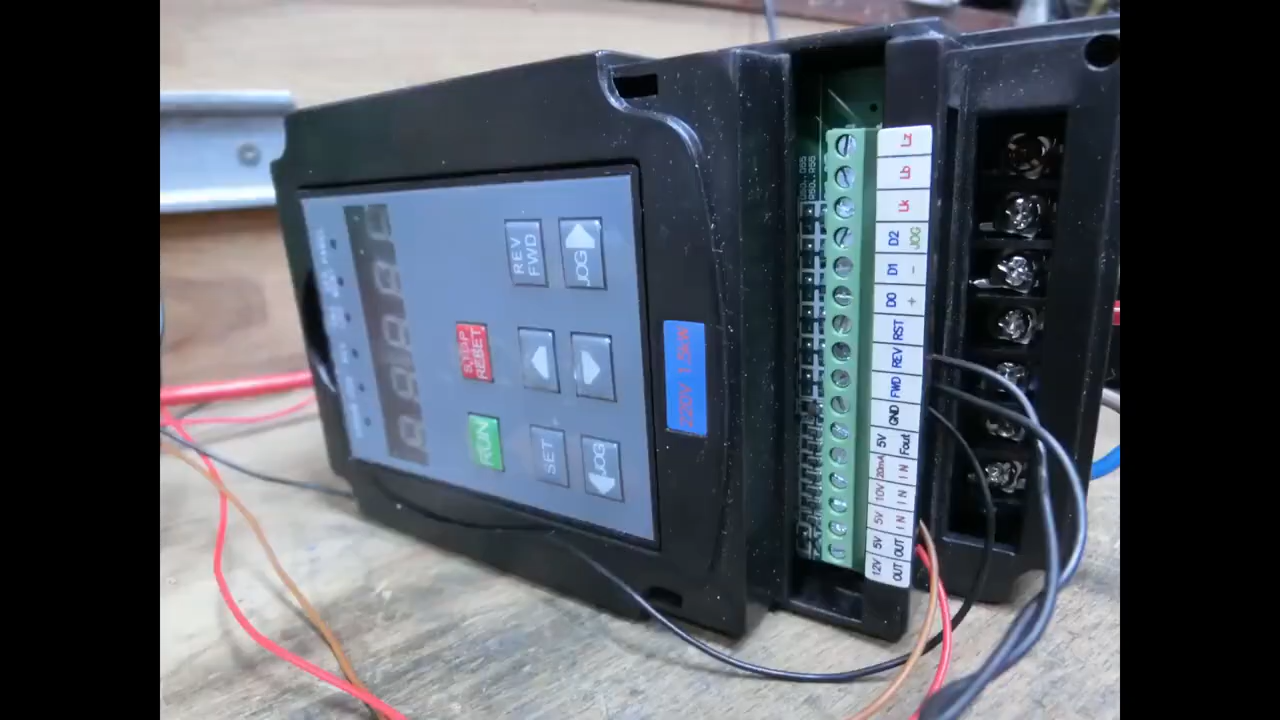 REV
FWD
JOG
STOP
RESET
RUN
SET
JOG
220V 1.5KW
Lz
Lb
Lk
D2 JOG
D1 -
D0 +
RST
REV
FWD
GND
5V Fout
20mA IN
10V IN
5V IN
5V OUT
12V OUT